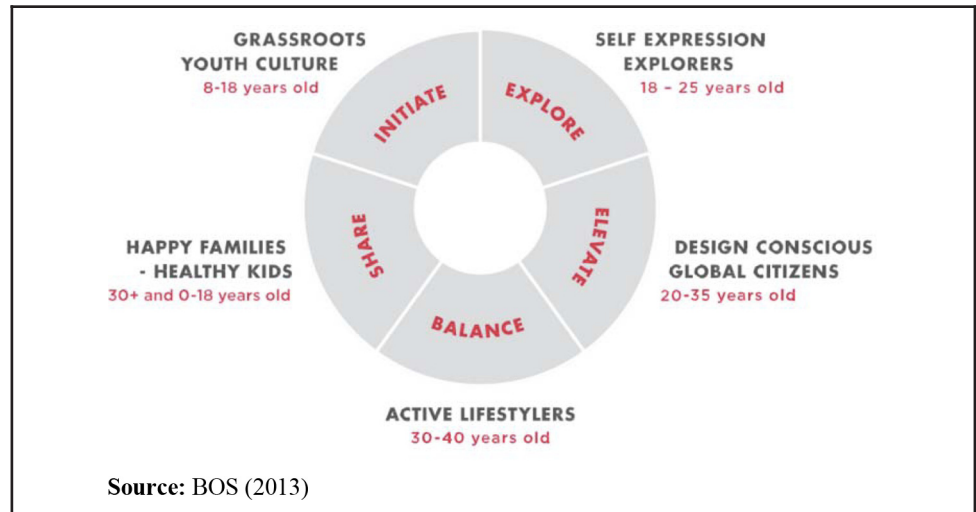 GRASSROOTS
YOUTH CULTURE
8-18 years old
SELF EXPRESSION
EXPLORERS
18 – 25 years old
INITIATE
EXPLORE
SHARE
ELEVATE
BALANCE
HAPPY FAMILIES
- HEALTHY KIDS
30+ and 0-18 years old
DESIGN CONSCIOUS
GLOBAL CITIZENS
20-35 years old
ACTIVE LIFESTYLERS
30-40 years old
Source: BOS (2013)